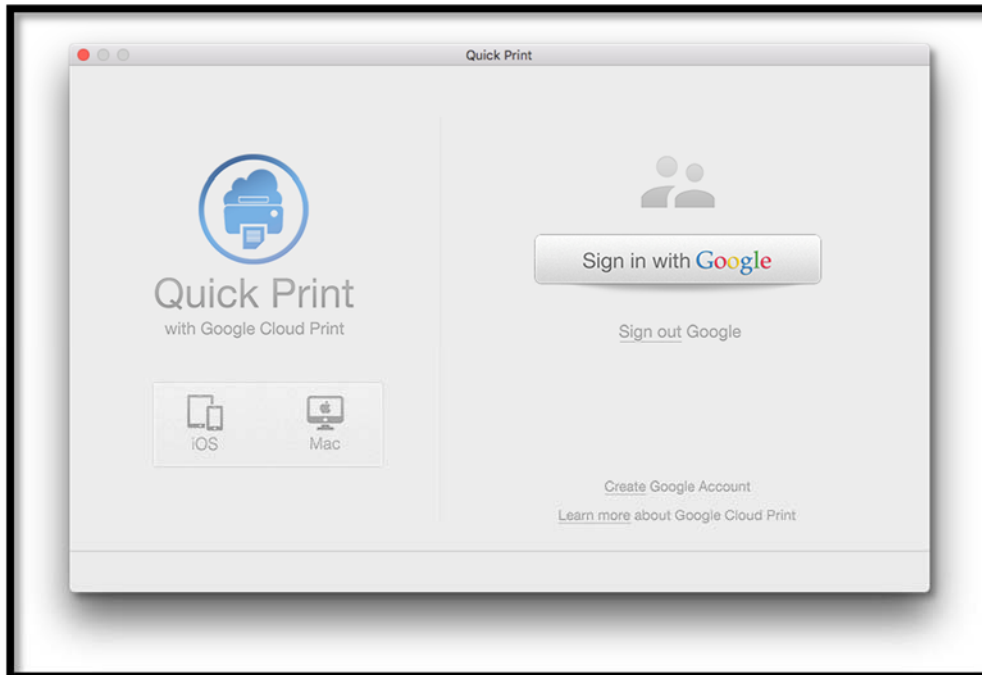 Quick Print
Quick Print
with Google Cloud Print
iOS
Mac
Sign in with Google
Sign out Google
Create Google Account
Learn more about Google Cloud Print